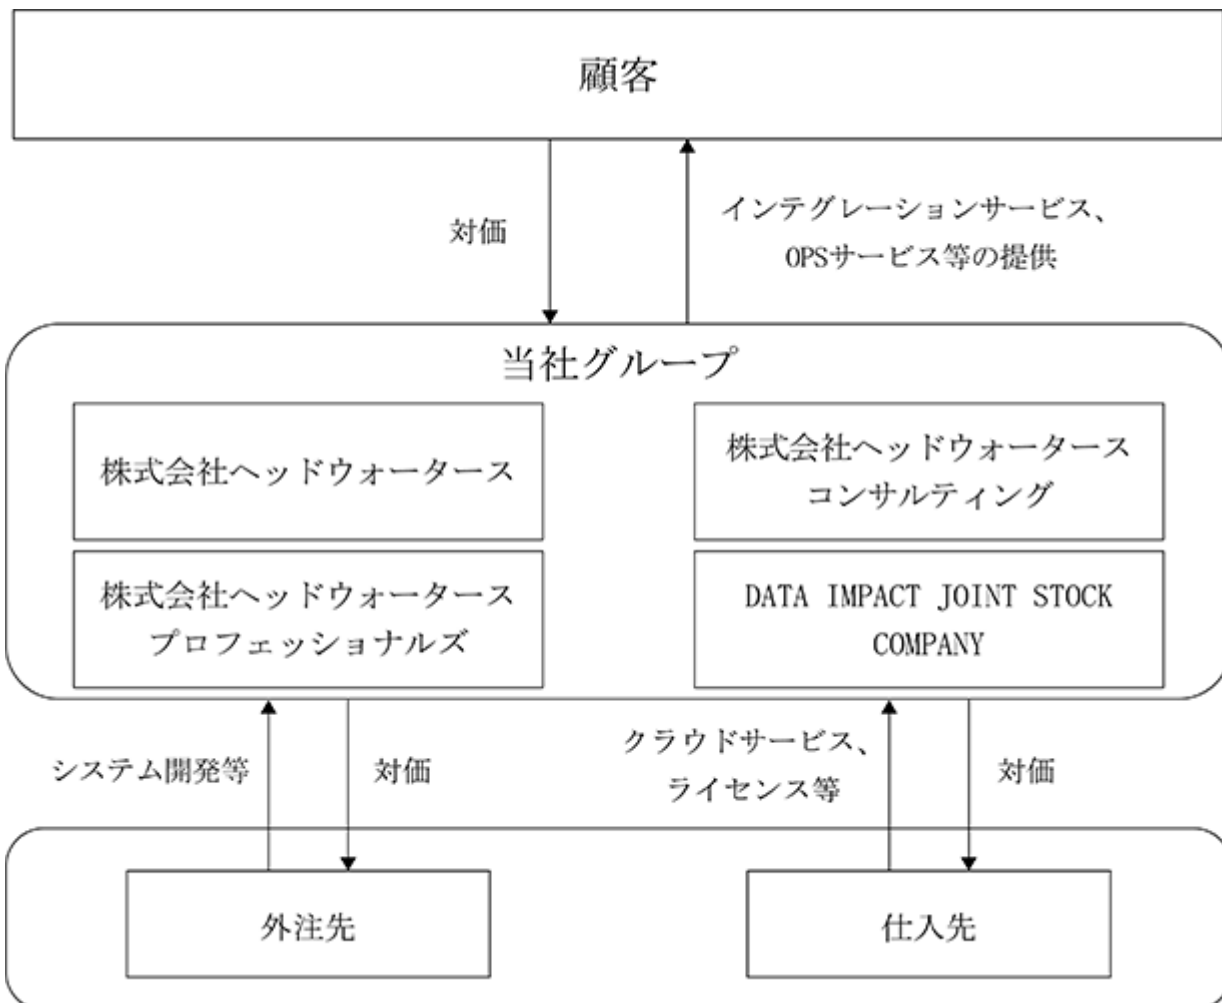 顧客
対価
インテグレーションサービス、
OPSサービス等の提供
当社グループ
株式会社ヘッドウォータース
株式会社ヘッドウォータース
コンサルティング
株式会社ヘッドウォータース
プロフェッショナルズ
DATA IMPACT JOINT STOCK
COMPANY
システム開発等
対価
クラウドサービス、
ライセンス等
対価
外注先
仕入先